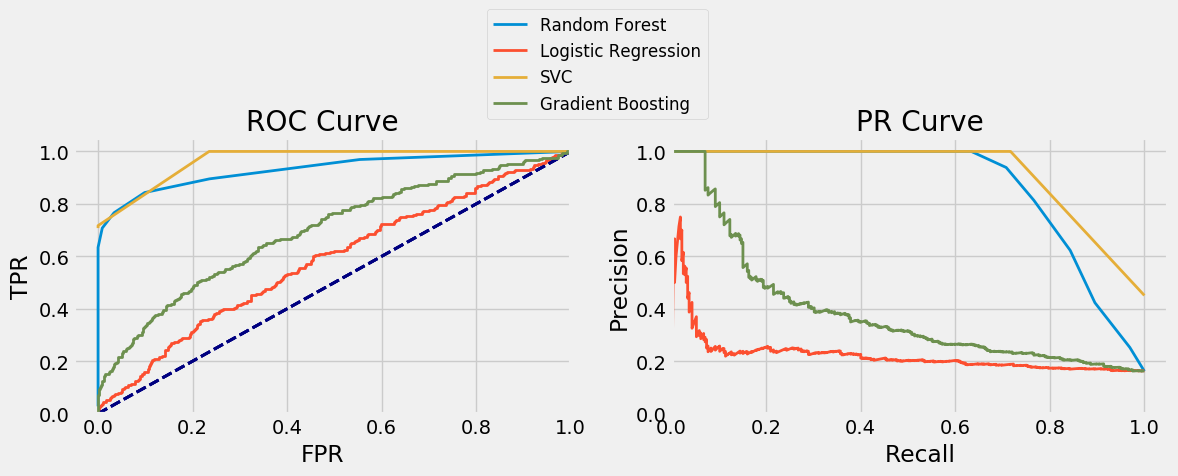 Random Forest
Logistic Regression
SVC
Gradient Boosting
ROC Curve
1.0
0.8
0.6
0.4
0.2
0.0
TPR
0.0 0.2 0.4 0.6 0.8 1.0
FPR
PR Curve
1.0
0.8
0.6
0.4
0.2
0.0
Precision
0.0 0.2 0.4 0.6 0.8 1.0
Recall